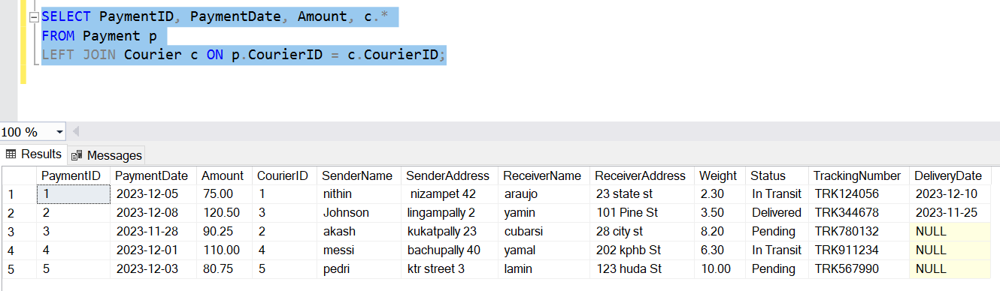 SELECT PaymentID, PaymentDate, Amount, c.*
FROM Payment p
LEFT JOIN Courier c ON p.CourierID = c.CourierID;
100 %
Results Messages
PaymentID PaymentDate Amount CourierID SenderName SenderAddress ReceiverName ReceiverAddress Weight Status TrackingNumber DeliveryDate
1 1 2023-12-05 75.00 1 nithin nizampet 42 araujo 23 state st 2.30 In Transit TRK124056 2023-12-10
2 2 2023-12-08 120.50 3 Johnson lingampally 2 yamin 101 Pine St 3.50 Delivered TRK344678 2023-11-25
3 3 2023-11-28 90.25 2 akash kukatpally 23 cubarsi 28 city st 8.20 Pending TRK780132 NULL
4 4 2023-12-01 110.00 4 messi bachupally 40 yamal 202 kphb St 6.30 In Transit TRK911234 NULL
5 5 2023-12-03 80.75 5 pedri ktr street 3 lamin 123 huda St 10.00 Pending TRK567990 NULL